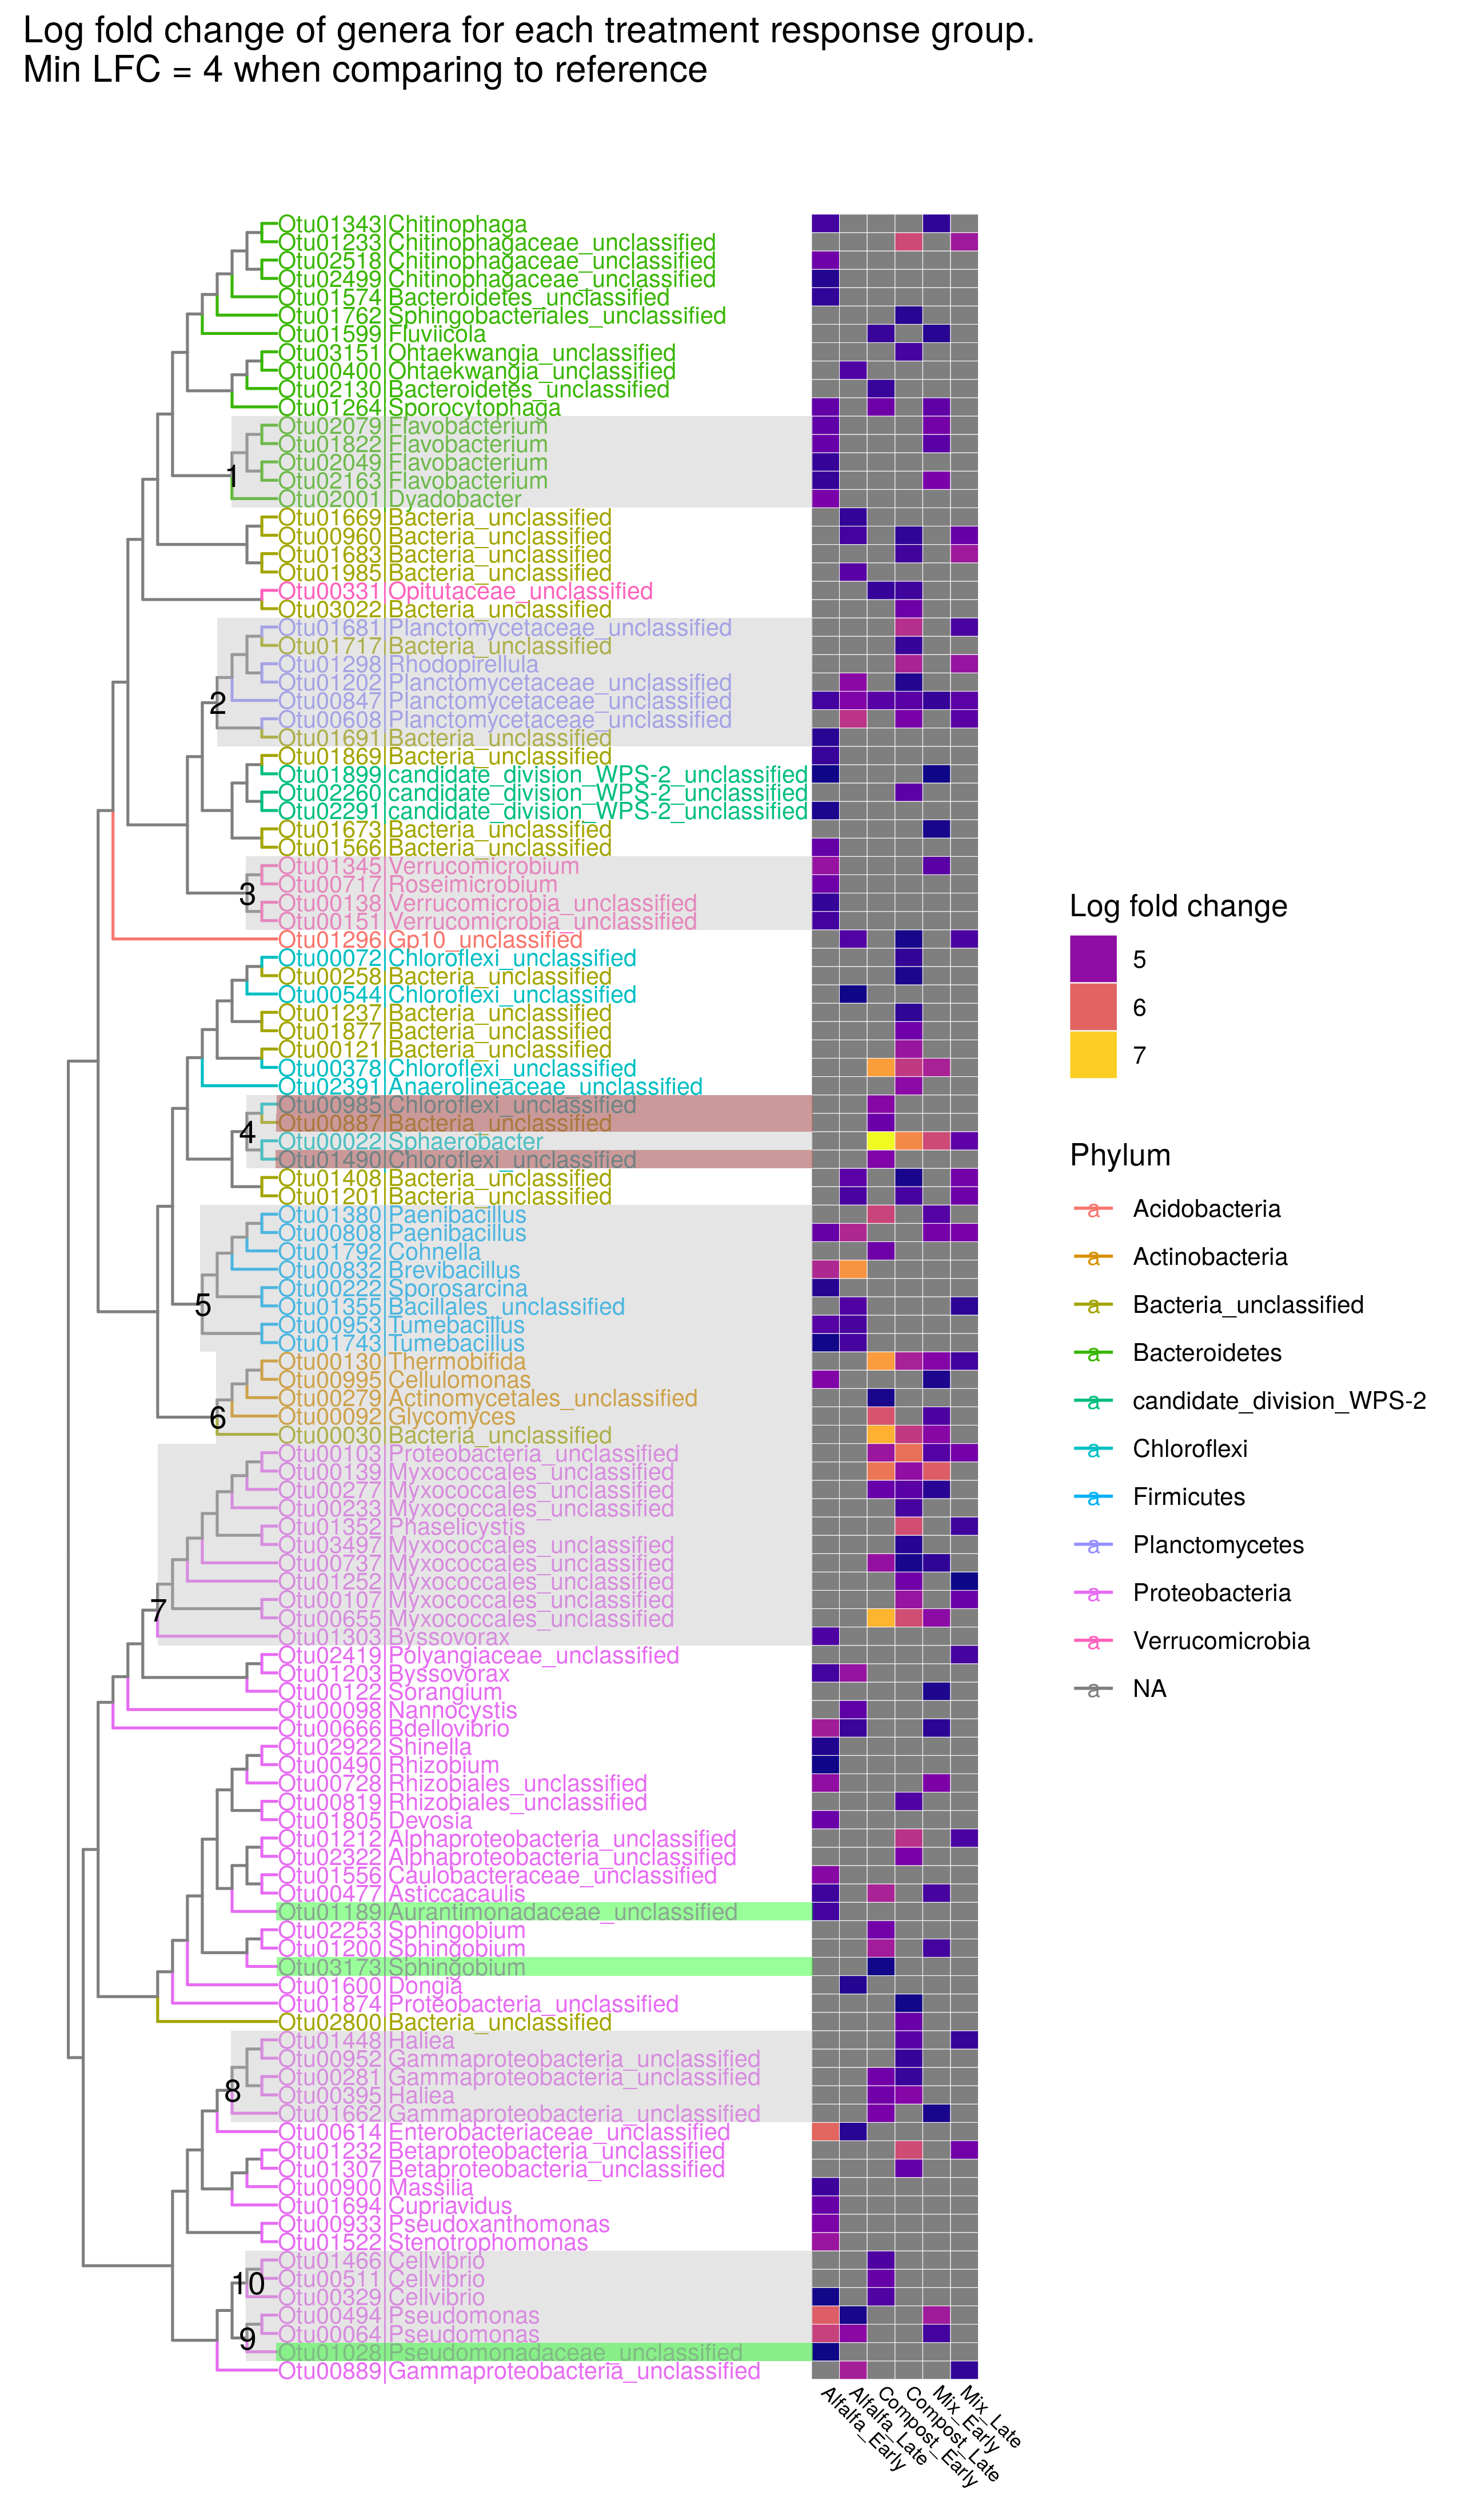 Log fold change of genera for each treatment response group.
Min LFC = 4 when comparing to reference
Otu01343|Chitinophaga
Otu01233|Chitinophagaceae_unclassified
Otu02518|Chitinophagaceae_unclassified
Otu02499|Chitinophagaceae_unclassified
Otu01574|Bacteroidetes_unclassified
Otu01762|Sphingobacteriales_unclassified
Otu01599|Fluviicola
Otu03151|Ohtaekwangia_unclassified
Otu00400|Ohtaekwangia_unclassified
Otu02130|Bacteroidetes_unclassified
Otu01264|Sporocytophaga
Otu02079|Flavobacterium
Otu01822|Flavobacterium
1
Otu02049|Flavobacterium
Otu02163|Flavobacterium
Otu02001|Dyadobacter
Otu01669|Bacteria_unclassified
Otu00960|Bacteria_unclassified
Otu01683|Bacteria_unclassified
Otu01985|Bacteria_unclassified
Otu00331|Opitutaceae_unclassified
Otu03022|Bacteria_unclassified
Otu01681|Planctomycetaceae_unclassified
Otu01717|Bacteria_unclassified
Otu01298|Rhodopirellula
Otu01202|Planctomycetaceae_unclassified
2
Otu00847|Planctomycetaceae_unclassified
Otu00608|Planctomycetaceae_unclassified
Otu01691|Bacteria_unclassified
Otu01869|Bacteria_unclassified
Otu01899|candidate_division_WPS-2_unclassified
Otu02260|candidate_division_WPS-2_unclassified
Otu02291|candidate_division_WPS-2_unclassified
Otu01673|Bacteria_unclassified
Otu01566|Bacteria_unclassified
Otu01345|Verrucomicrobium
Otu00717|Roseimicrobium
3
Otu00138|Verrucomicrobia_unclassified
Otu00151|Verrucomicrobia_unclassified
Otu01296|Gp10_unclassified
Otu00072|Chloroflexi_unclassified
Otu00258|Bacteria_unclassified
Otu00544|Chloroflexi_unclassified
Otu01237|Bacteria_unclassified
Otu01877|Bacteria_unclassified
Otu00121|Bacteria_unclassified
Otu00378|Chloroflexi_unclassified
Otu02391|Anaerolineaceae_unclassified
Otu00985|Chloroflexi_unclassified
Otu00887|Bacteria_unclassified
4
Otu00022|Sphaerobacter
Otu01490|Chloroflexi_unclassified
Otu01408|Bacteria_unclassified
Otu01201|Bacteria_unclassified
Otu01380|Paenibacillus
Otu00808|Paenibacillus
Otu01792|Cohnella
Otu00832|Brevibacillus
Otu00222|Sporosarcina
5
Otu01355|Bacillales_unclassified
Otu00953|Tumebacillus
Otu01743|Tumebacillus
Otu00130|Thermobifida
Otu00995|Cellulomonas
Otu00279|Actinomycetales_unclassified
6
Otu00092|Glycomyces
Otu00030|Bacteria_unclassified
Otu00103|Proteobacteria_unclassified
Otu00139|Myxococcales_unclassified
Otu00277|Myxococcales_unclassified
Otu00233|Myxococcales_unclassified
Otu01352|Phaselicystis
Otu03497|Myxococcales_unclassified
Otu00737|Myxococcales_unclassified
Otu01252|Myxococcales_unclassified
Otu00107|Myxococcales_unclassified
7
Otu00655|Myxococcales_unclassified
Otu01303|Byssovorax
Otu02419|Polyangiaceae_unclassified
Otu01203|Byssovorax
Otu00122|Sorangium
Otu00098|Nannocystis
Otu00666|Bdellovibrio
Otu02922|Shinella
Otu00490|Rhizobium
Otu00728|Rhizobiales_unclassified
Otu00819|Rhizobiales_unclassified
Otu01805|Devosia
Otu01212|Alphaproteobacteria_unclassified
Otu02322|Alphaproteobacteria_unclassified
Otu01556|Caulobacteraceae_unclassified
Otu00477|Asticcacaulis
Otu01189|Aurantimonadaceae_unclassified
Otu02253|Sphingobium
Otu01200|Sphingobium
Otu03173|Sphingobium
Otu01600|Dongia
Otu01874|Proteobacteria_unclassified
Otu02800|Bacteria_unclassified
Otu01448|Haliea
Otu00952|Gammaproteobacteria_unclassified
Otu00281|Gammaproteobacteria_unclassified
8
Otu00395|Haliea
Otu01662|Gammaproteobacteria_unclassified
Otu00614|Enterobacteriaceae_unclassified
Otu01232|Betaproteobacteria_unclassified
Otu01307|Betaproteobacteria_unclassified
Otu00900|Massilia
Otu01694|Cupriavidus
Otu00933|Pseudoxanthomonas
Otu01522|Stenotrophomonas
Otu01466|Cellvibrio
Otu00511|Cellvibrio
10
Otu00329|Cellvibrio
Otu00494|Pseudomonas
Otu00064|Pseudomonas
9
Otu01028|Pseudomonadaceae_unclassified
Otu00889|Gammaproteobacteria_unclassified
Alfalfa_Early
Alfalfa_Late
Compost_Early
Compost_Late
Mix_Early
Mix_Late
Log fold change
5
6
7
Phylum
a Acidobacteria
a Actinobacteria
a Bacteria_unclassified
a Bacteroidetes
a candidate_division_WPS-2
a Chloroflexi
a Firmicutes
a Planctomycetes
a Proteobacteria
a Verrucomicrobia
a NA